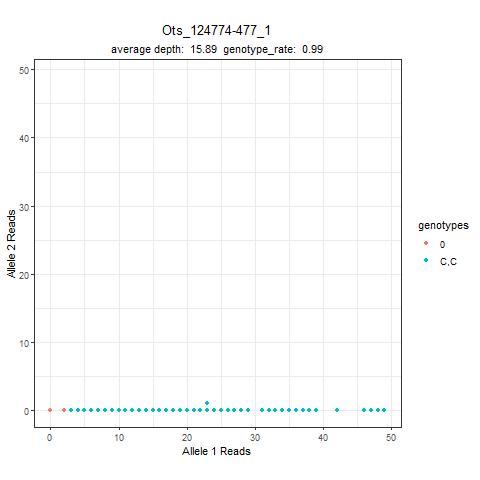 Ots_124774-477_1
average depth:  15.89  genotype_rate:  0.99
50
40
30
20
10
0
Allele 2 Reads
0 10 20 30 40 50
Allele 1 Reads
genotypes
0
C,C